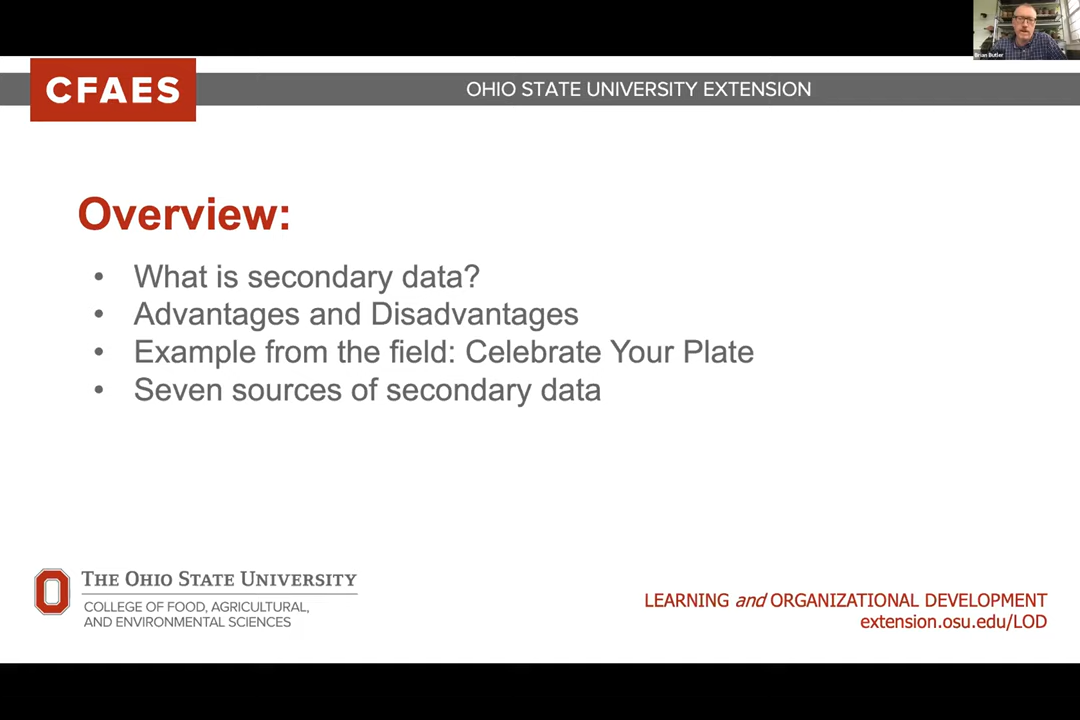 Brian Butler
CFAES
OHIO STATE UNIVERSITY EXTENSION
Overview:
• What is secondary data?
• Advantages and Disadvantages
• Example from the field: Celebrate Your Plate
• Seven sources of secondary data
THE OHIO STATE UNIVERSITY
COLLEGE OF FOOD, AGRICULTURAL,
AND ENVIRONMENTAL SCIENCES
LEARNING and ORGANIZATIONAL DEVELOPMENT
extension.osu.edu/LOD